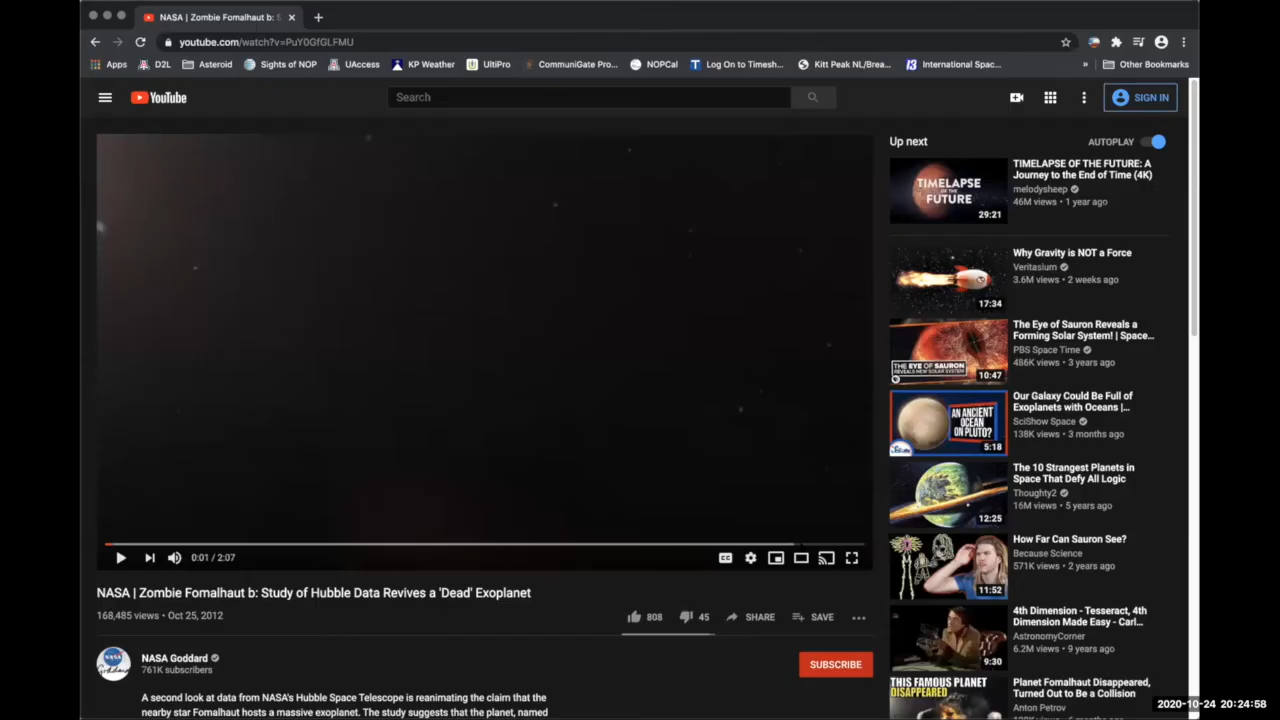 NASA | Zombie Fomalhaut b: S
youtube.com/watch?v=PuY0GfGLFMU
Apps D2L Asteroid Sights of NOP UAccess KP Weather UltiPro CommuniGate Pro... NOPCal Log On to Timesh... Kitt Peak NL/Brea... International Spac... » Other Bookmarks
YouTube Search SIGN IN
Up next AUTOPLAY
TIMELAPSE OF THE FUTURE
29:21
TIMELAPSE OF THE FUTURE: A
Journey to the End of Time (4K)
melodysheep
46M views • 1 year ago
17:34
Why Gravity is NOT a Force
Veritasium
3.6M views • 2 weeks ago
THE EYE OF SAURON
REVEALS NEW SOLAR SYSTEM
10:47
The Eye of Sauron Reveals a
Forming Solar System! | Space...
PBS Space Time
486K views • 3 years ago
AN ANCIENT
OCEAN
ON PLUTO?
5:18
Our Galaxy Could Be Full of
Exoplanets with Oceans |...
SciShow Space
138K views • 3 months ago
12:25
The 10 Strangest Planets in
Space That Defy All Logic
Thoughty2
16M views • 5 years ago
11:52
How Far Can Sauron See?
Because Science
571K views • 2 years ago
9:30
4th Dimension - Tesseract, 4th
Dimension Made Easy - Carl...
AstronomyCorner
6.2M views • 9 years ago
THIS FAMOUS PLANET
DISAPPEARED
Planet Fomalhaut Disappeared,
Turned Out to Be a Collision
Anton Petrov
0:01 / 2:07
NASA | Zombie Fomalhaut b: Study of Hubble Data Revives a 'Dead' Exoplanet
168,485 views • Oct 25, 2012
808 45 SHARE SAVE
NASA Goddard
761K subscribers
SUBSCRIBE
A second look at data from NASA's Hubble Space Telescope is reanimating the claim that the
nearby star Fomalhaut hosts a massive exoplanet. The study suggests that the planet, named
2020-10-24 20:24:58